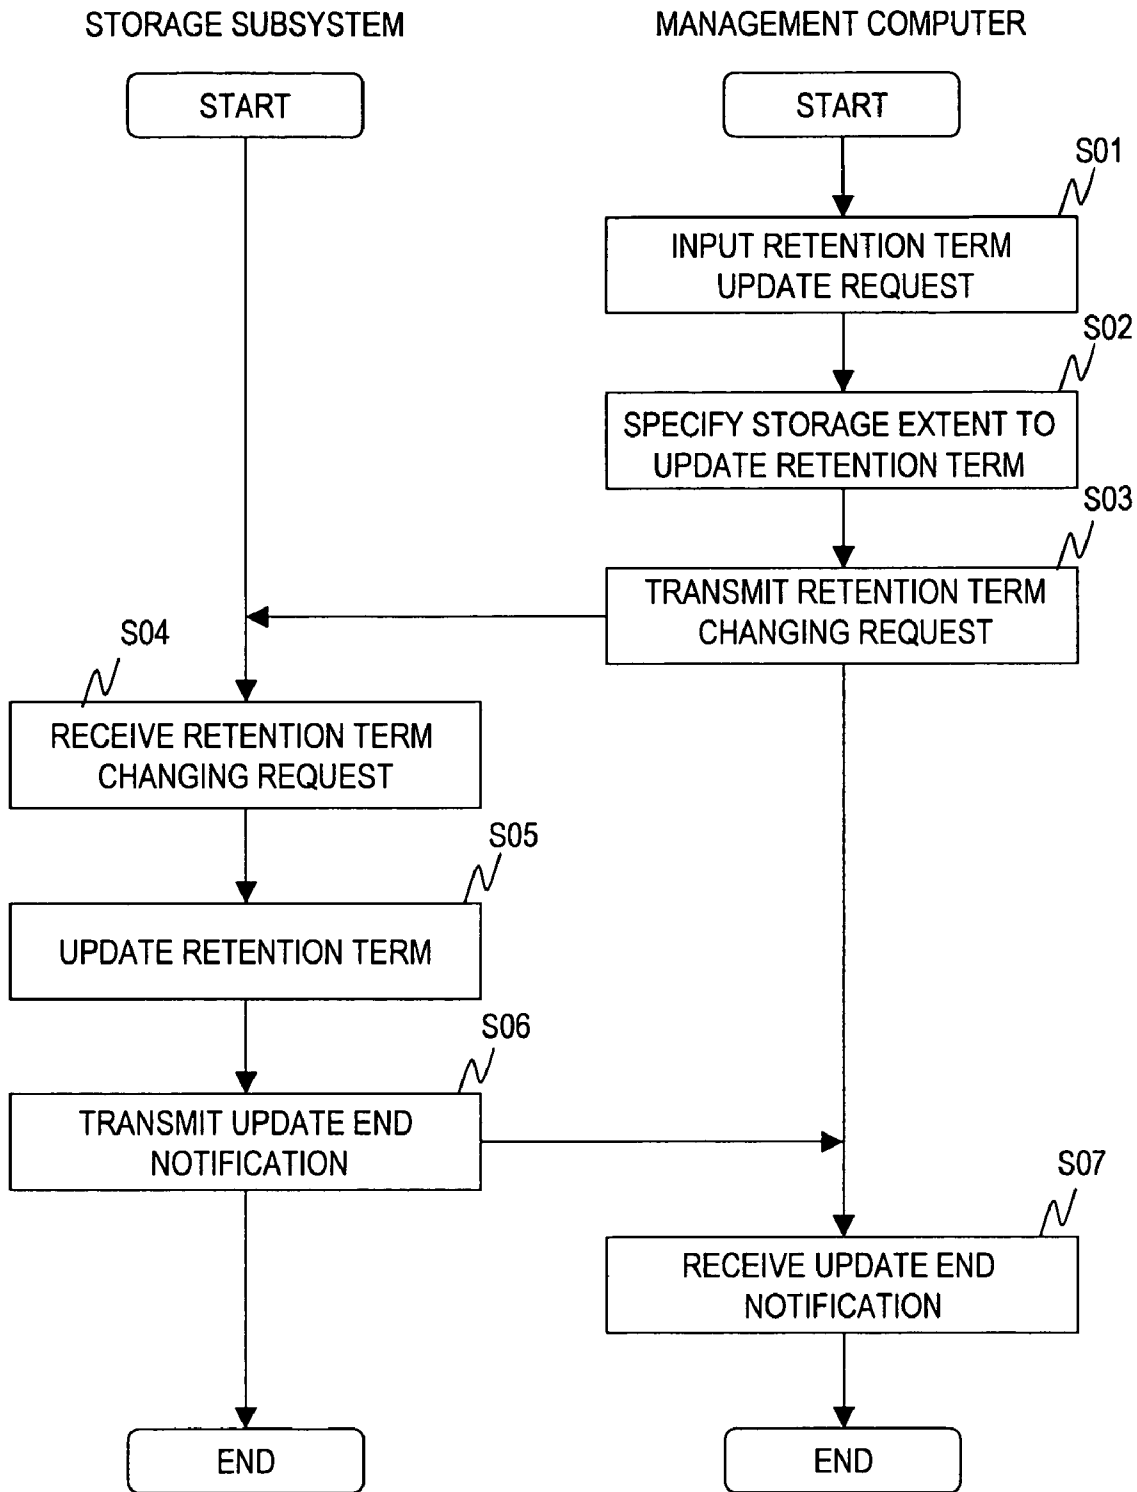 STORAGE SUBSYSTEM
MANAGEMENT COMPUTER
START
START
S01
INPUT RETENTION TERM
UPDATE REQUEST
S02
SPECIFY STORAGE EXTENT TO
UPDATE RETENTION TERM
S03
TRANSMIT RETENTION TERM
CHANGING REQUEST
S04
RECEIVE RETENTION TERM
CHANGING REQUEST
S05
UPDATE RETENTION TERM
S06
TRANSMIT UPDATE END
NOTIFICATION
S07
RECEIVE UPDATE END
NOTIFICATION
END
END